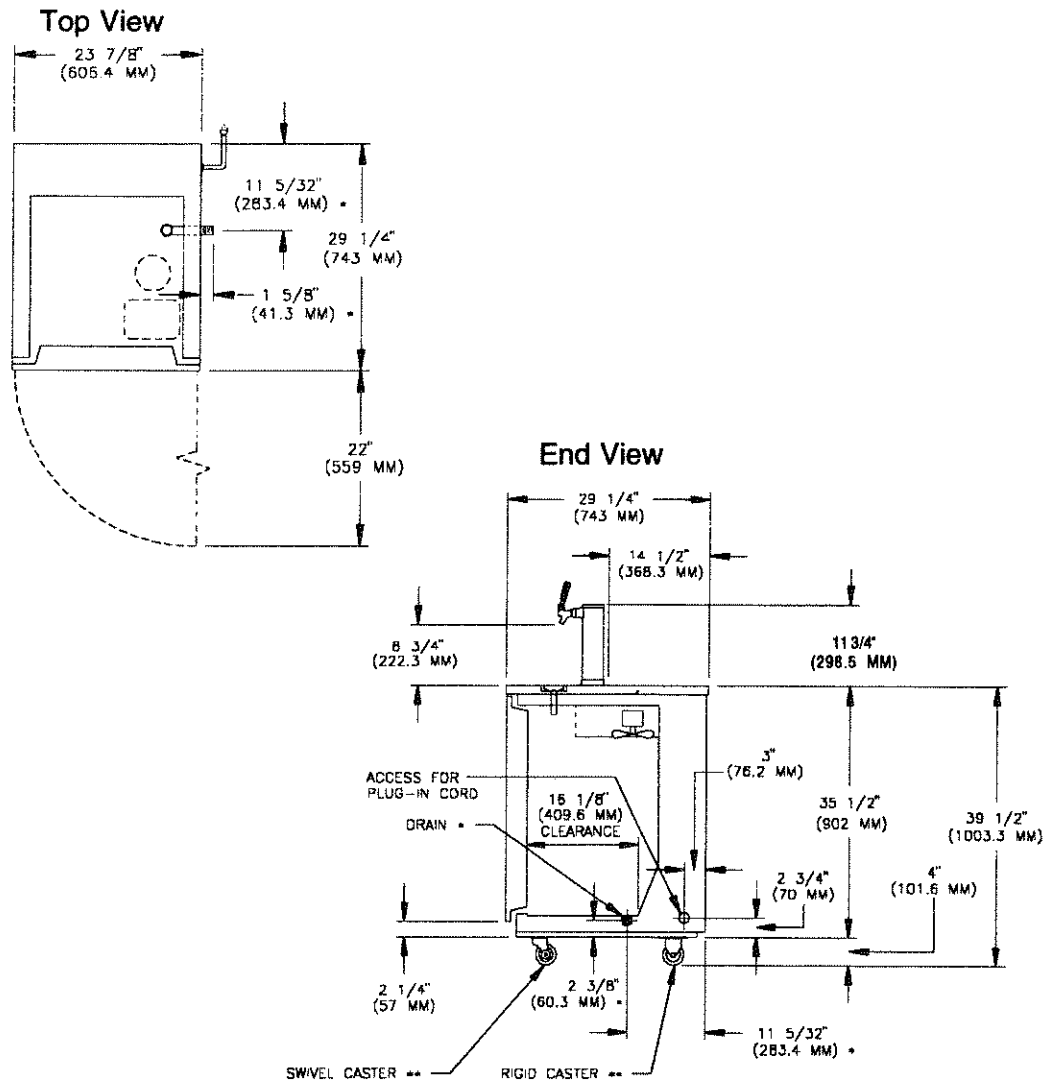 Top View
23 7/8"
(605.4 MM)
11 5/32"
(283.4 MM) *
29 1/4"
(743 MM)
1 5/8"
(41.3 MM) *
22"
(559 MM)
End View
29 1/4"
(743 MM)
14 1/2"
(368.3 MM)
8 3/4"
(222.3 MM)
11 3/4"
(298.5 MM)
3"
(76.2 MM)
ACCESS FOR
PLUG-IN CORD
16 1/8"
(409.6 MM)
CLEARANCE
DRAIN *
35 1/2"
(902 MM)
39 1/2"
(1003.3 MM)
2 3/4"
(70 MM)
4"
(101.6 MM)
2 1/4"
(57 MM)
2 3/8"
(60.3 MM) *
11 5/32"
(283.4 MM) *
SWIVEL CASTER **
RIGID CASTER **